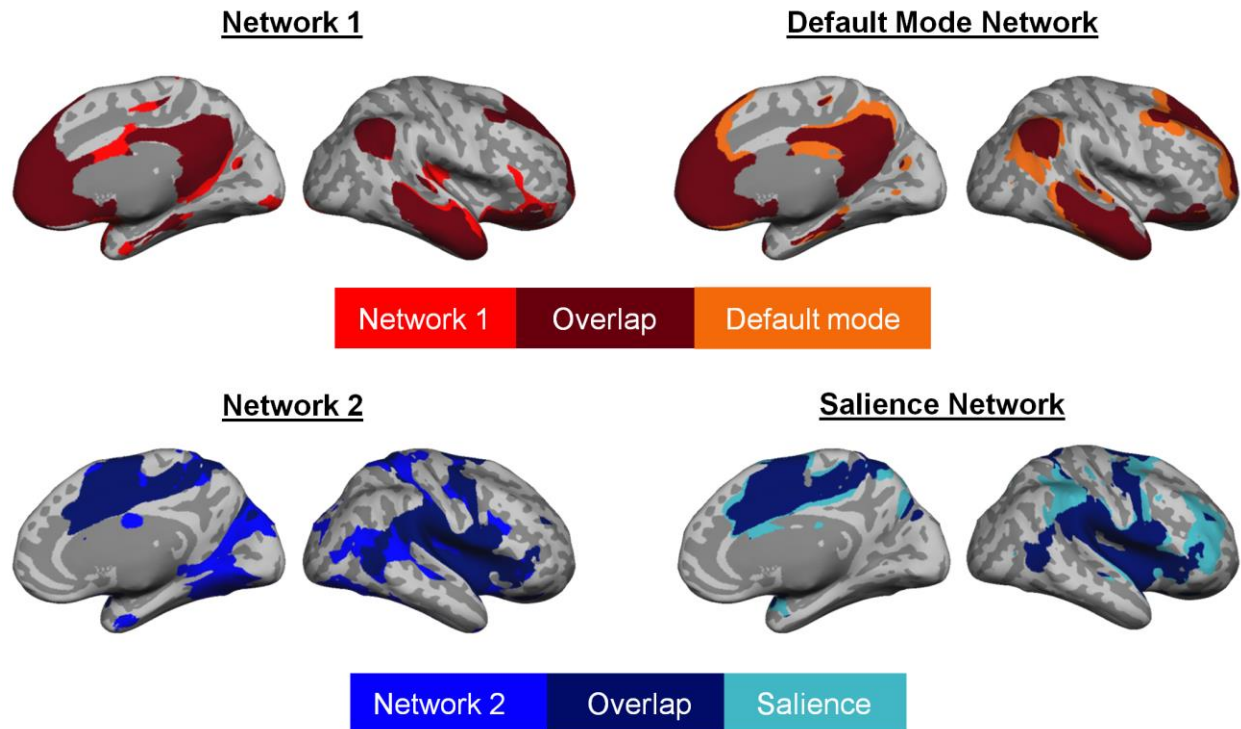 Network 1
Default Mode Network
Network 1 Overlap Default mode
Network 2
Salience Network
Network 2 Overlap Salience